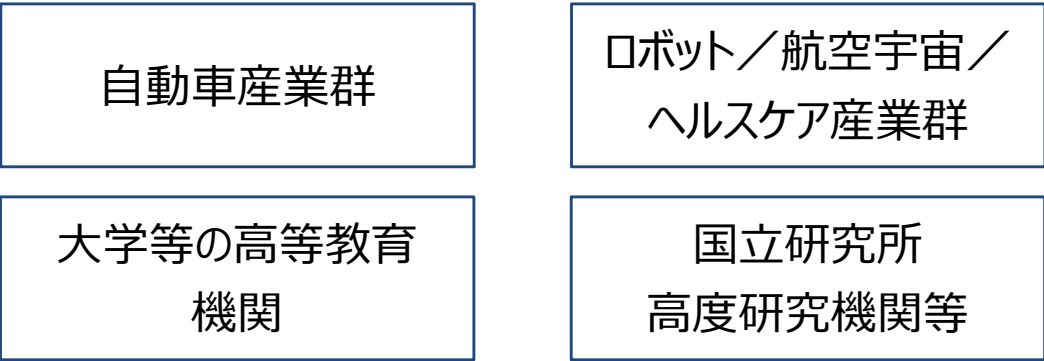 自動車産業群
ロボット／航空宇宙／
ヘルスケア産業群
大学等の高等教育
機関
国立研究所
高度研究機関等